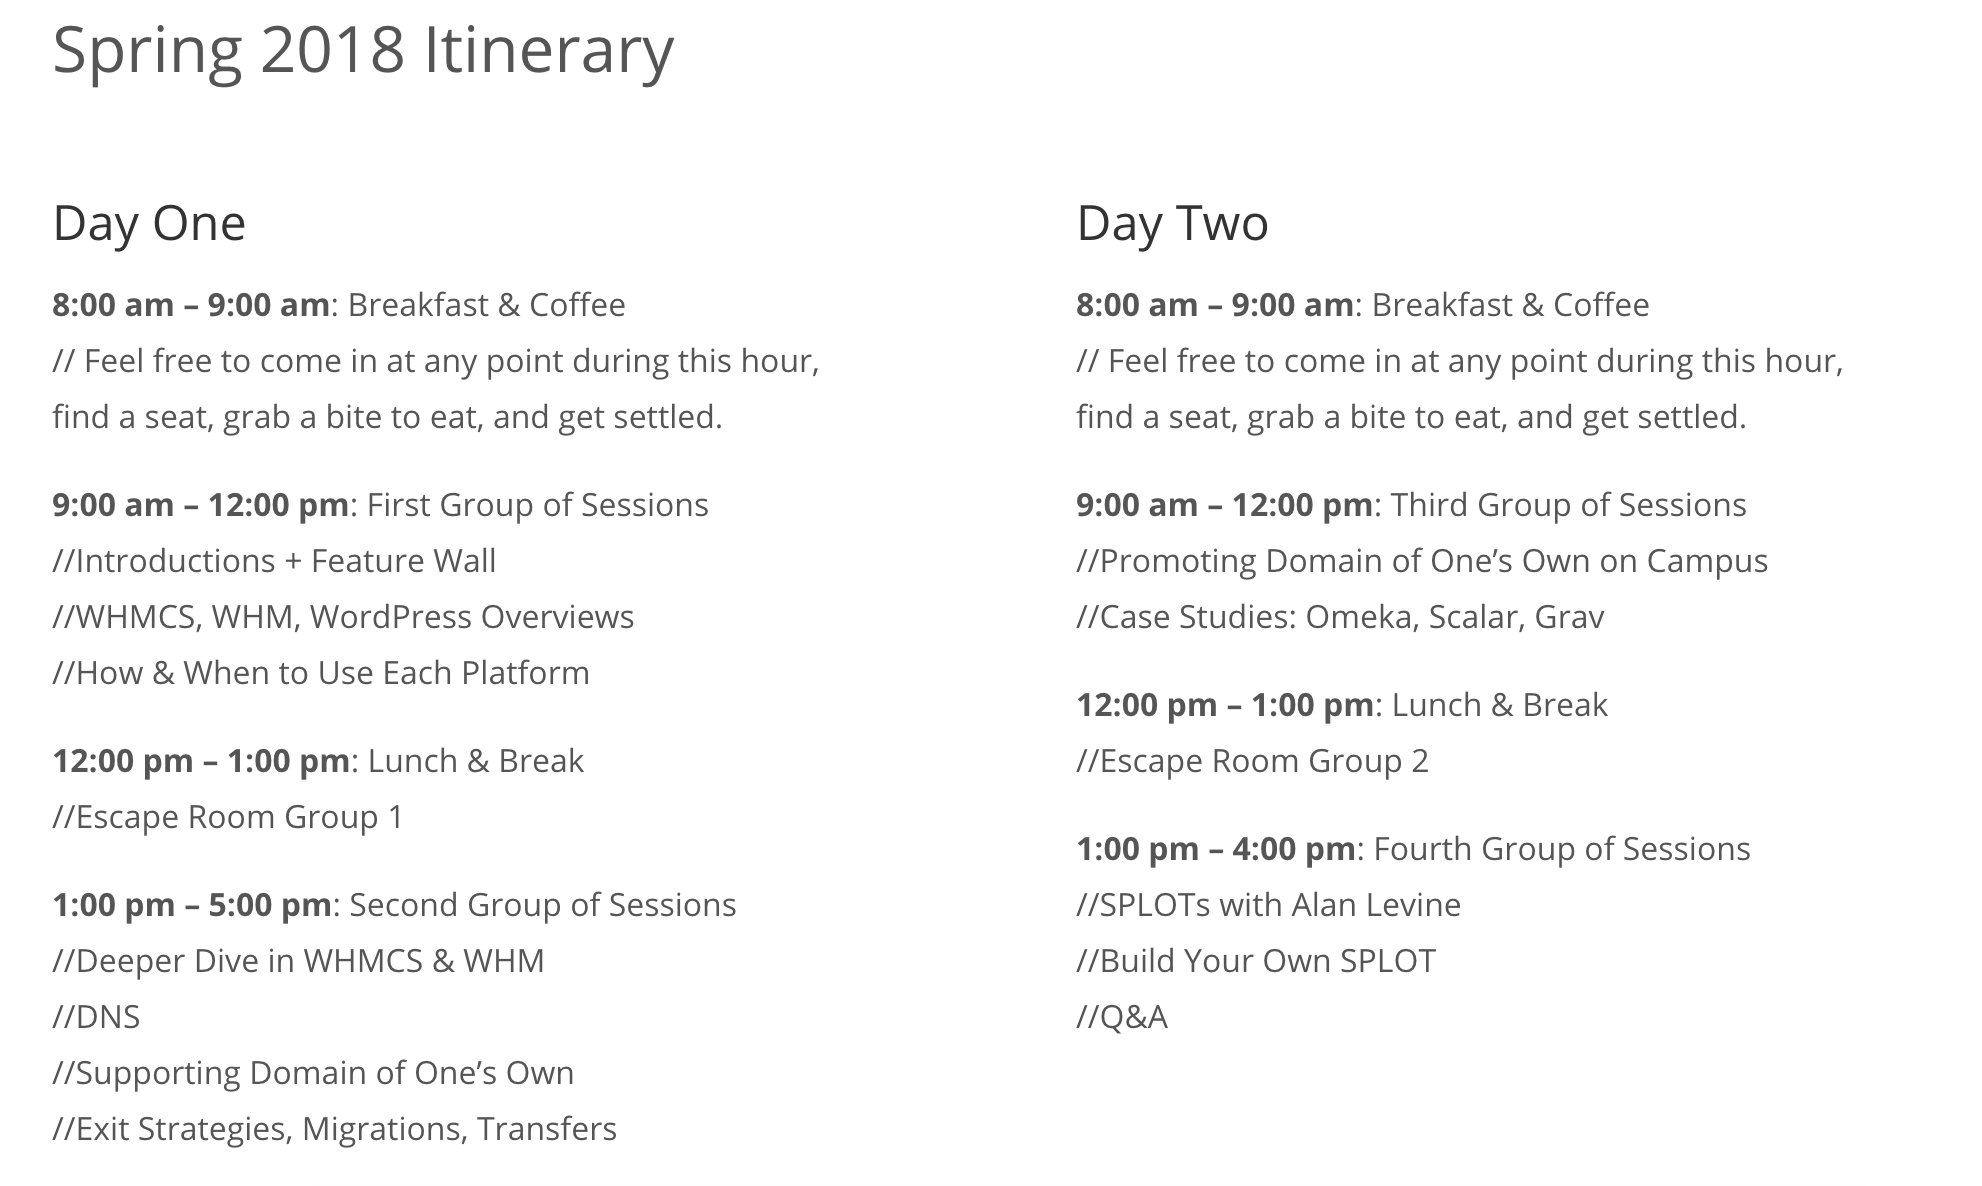 Spring 2018 Itinerary
Day One
8:00 am – 9:00 am: Breakfast & Coffee
// Feel free to come in at any point during this hour,
find a seat, grab a bite to eat, and get settled.
9:00 am – 12:00 pm: First Group of Sessions
//Introductions + Feature Wall
//WHMCS, WHM, WordPress Overviews
//How & When to Use Each Platform
12:00 pm – 1:00 pm: Lunch & Break
//Escape Room Group 1
1:00 pm – 5:00 pm: Second Group of Sessions
//Deeper Dive in WHMCS & WHM
//DNS
//Supporting Domain of One’s Own
//Exit Strategies, Migrations, Transfers
Day Two
8:00 am – 9:00 am: Breakfast & Coffee
// Feel free to come in at any point during this hour,
find a seat, grab a bite to eat, and get settled.
9:00 am – 12:00 pm: Third Group of Sessions
//Promoting Domain of One’s Own on Campus
//Case Studies: Omeka, Scalar, Grav
12:00 pm – 1:00 pm: Lunch & Break
//Escape Room Group 2
1:00 pm – 4:00 pm: Fourth Group of Sessions
//SPLOTs with Alan Levine
//Build Your Own SPLOT
//Q&A